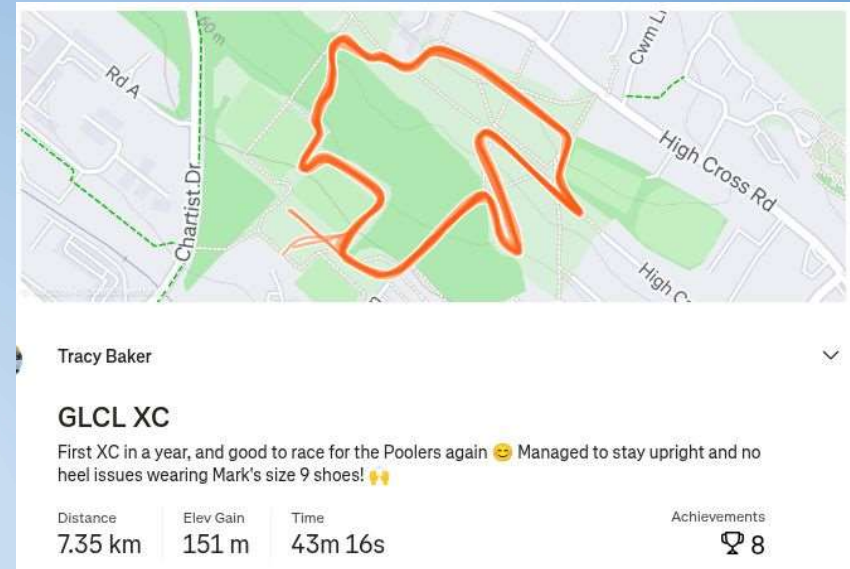 60 m
Rd A
Chartist Dr
Cwm Li
High Cross Rd
High C
Tracy Baker
GLCL XC
First XC in a year, and good to race for the Poolers again 😊 Managed to stay upright and no
heel issues wearing Mark's size 9 shoes! 🙌
Distance Elev Gain Time Achievements
7.35 km 151 m 43m 16s 8